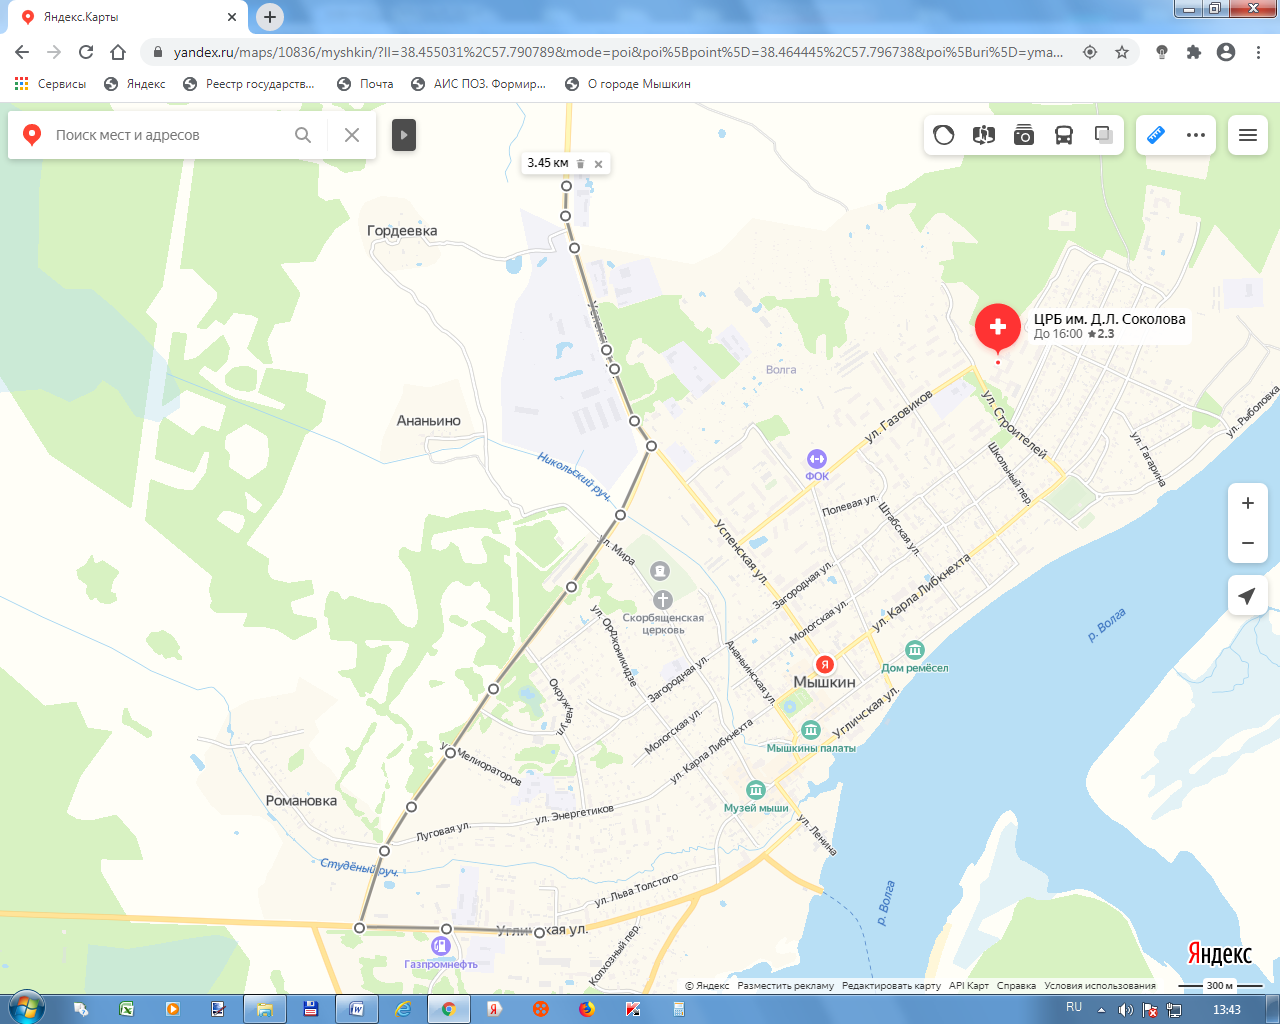 Яндекс.Карты
yandex.ru/maps/10836/myshkin/?ll=38.455031%2C57.790789&mode=poi&poi%5Bpoint%5D=38.464445%2C57.796738&poi%5Buri%5D=yma...
Сервисы Яндекс Реестр государств... Почта АИС ПОЗ. Формир... О городе Мышкин
Поиск мест и адресов
3.45 км
Гордеевка
ЦРБ им. Д.Л. Соколова
До 16:00 ★2.3
Волга
Ананьино
ул. Газовиков
ул. Строителей
ул. Рыболовка
ул. Гагарина
Школьный пер.
Никольский руч.
ФОК
Полевая ул.
Штабская ул.
Успенская ул.
ул. Мира
Загородная ул.
ул. Карла Либкнехта
Скорбященская
церковь
Мологская ул.
р. Волга
ул. Орджоникидзе
Ананьинская ул.
Дом ремёсел
Я
Мышкин
Загородная ул.
Окружная ул.
Угличская ул.
Мологская ул.
ул. Карла Либкнехта
Мышкины палаты
ул. Мелиораторов
Романовка
Музей мыши
ул. Энергетиков
Луговая ул.
ул. Ленина
Студёный руч.
ул. Льва Толстого
р. Волга
Угличская ул.
Колхозный пер.
Газпромнефть
Яндекс
© Яндекс Разместить рекламу Редактировать карту API Карт Справка Условия использования 300 м
RU 13:43